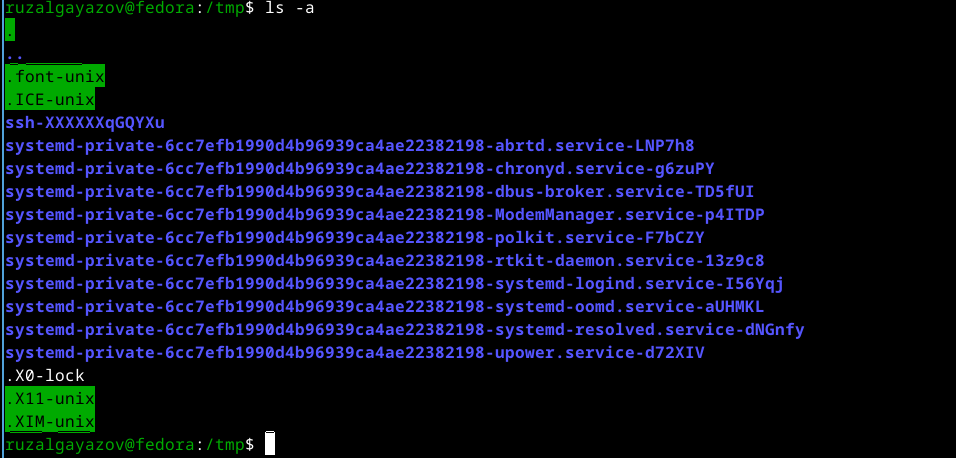 ruzalgayazov@fedora:/tmp$ ls -a
.
..
.font-unix
.ICE-unix
ssh-XXXXXXqGQYXu
systemd-private-6cc7efb1990d4b96939ca4ae22382198-abrtd.service-LNP7h8
systemd-private-6cc7efb1990d4b96939ca4ae22382198-chronyd.service-g6zuPY
systemd-private-6cc7efb1990d4b96939ca4ae22382198-dbus-broker.service-TD5fUI
systemd-private-6cc7efb1990d4b96939ca4ae22382198-ModemManager.service-p4ITDP
systemd-private-6cc7efb1990d4b96939ca4ae22382198-polkit.service-F7bCZY
systemd-private-6cc7efb1990d4b96939ca4ae22382198-rtkit-daemon.service-13z9c8
systemd-private-6cc7efb1990d4b96939ca4ae22382198-systemd-logind.service-I56Yqj
systemd-private-6cc7efb1990d4b96939ca4ae22382198-systemd-oomd.service-aUHMKL
systemd-private-6cc7efb1990d4b96939ca4ae22382198-systemd-resolved.service-dNGnfy
systemd-private-6cc7efb1990d4b96939ca4ae22382198-upower.service-d72XIV
.X0-lock
.X11-unix
.XIM-unix
ruzalgayazov@fedora:/tmp$